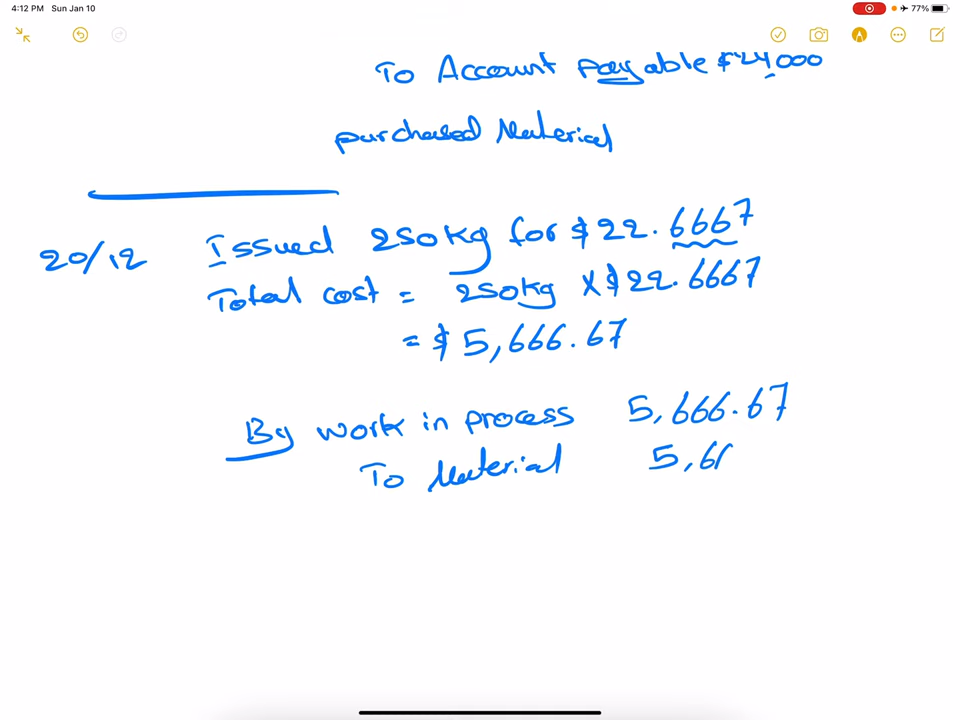 4:12 PM Sun Jan 10
77%
To Account payable $24,000
purchased Material
20/12 Issued 250kg for $22.6667
Total cost = 250kg x $22.6667
= $5,666.67
By work in process 5,666.67
To Material 5,66